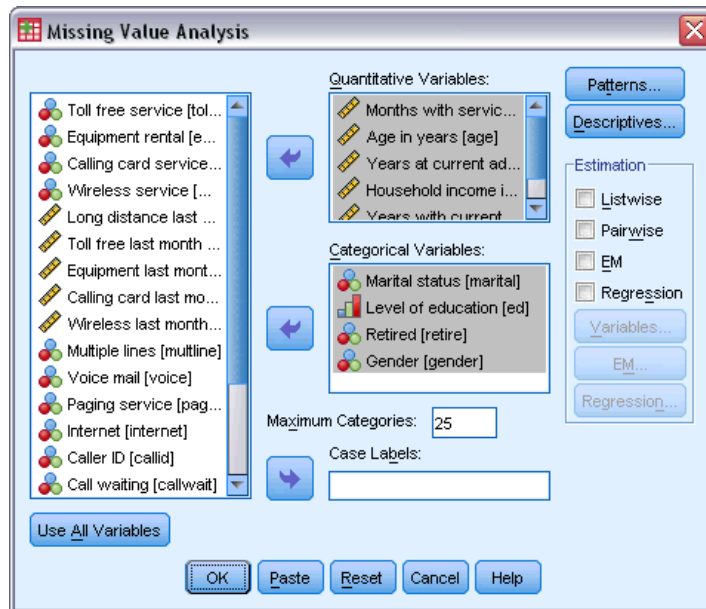 Missing Value Analysis
Toll free service [tol...
Equipment rental [e...
Calling card service...
Wireless service [...
Long distance last ...
Toll free last month ...
Equipment last mont...
Calling card last mo...
Wireless last month...
Multiple lines [multline]
Voice mail [voice]
Paging service [pag...
Internet [internet]
Caller ID [callid]
Call waiting [callwait]
Use All Variables
Quantitative Variables:
Months with servic...
Age in years [age]
Years at current ad...
Household income i...
Years with current
Categorical Variables:
Marital status [marital]
Level of education [ed]
Retired [retire]
Gender [gender]
Maximum Categories: 25
Case Labels:
Patterns...
Descriptives...
Estimation
Listwise
Pairwise
EM
Regression
Variables...
EM...
Regression...
OK Paste Reset Cancel Help